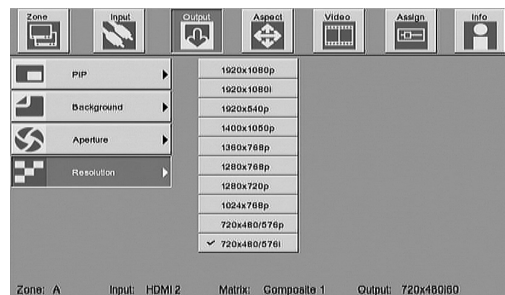 Zone Input Output Aspect Video Assign Info
PIP
Background
Aperture
Resolution
1920x1080p
1920x1080i
1920x540p
1400x1050p
1360x768p
1280x768p
1280x720p
1024x768p
720x480/576p
✓ 720x480/576i
Zone: A Input: HDMI 2 Matrix: Composite 1 Output: 720x480i60